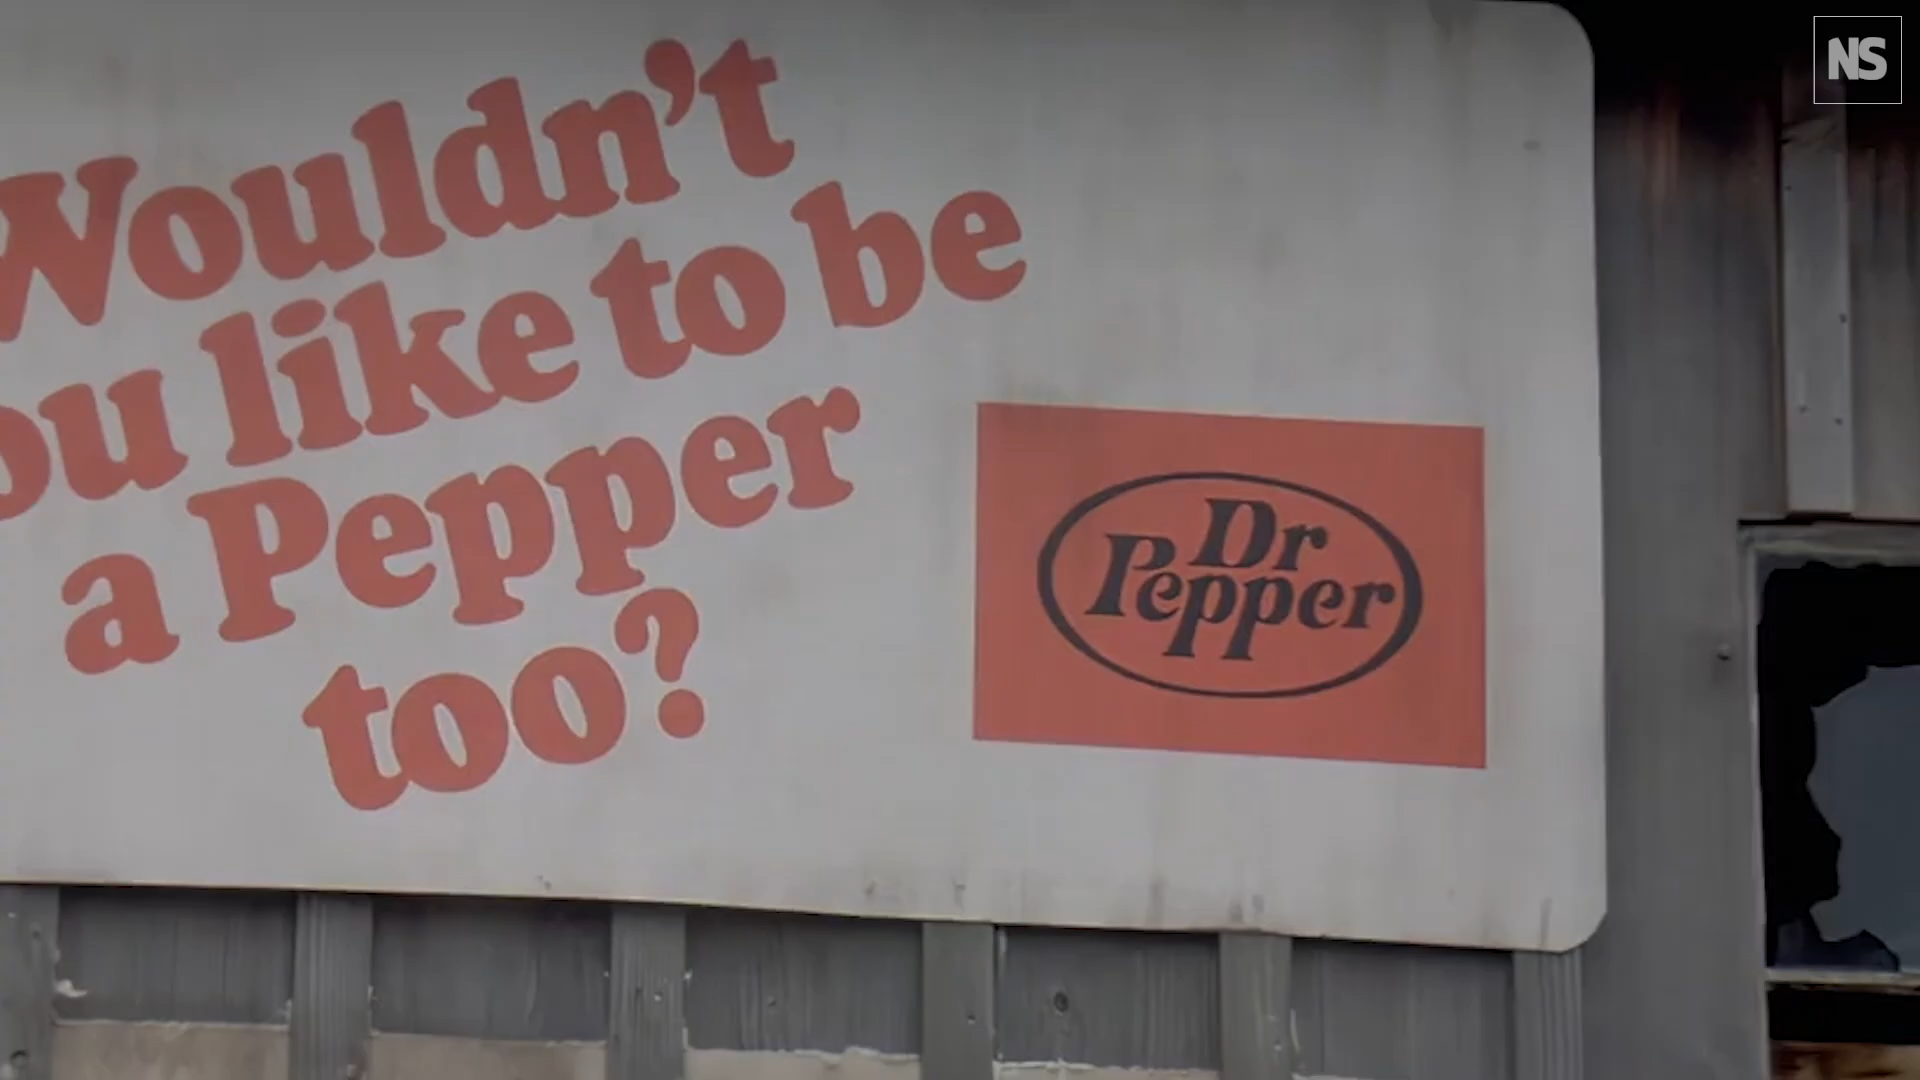 Wouldn't
ou like to be
a Pepper
too?
Dr
Pepper
NS